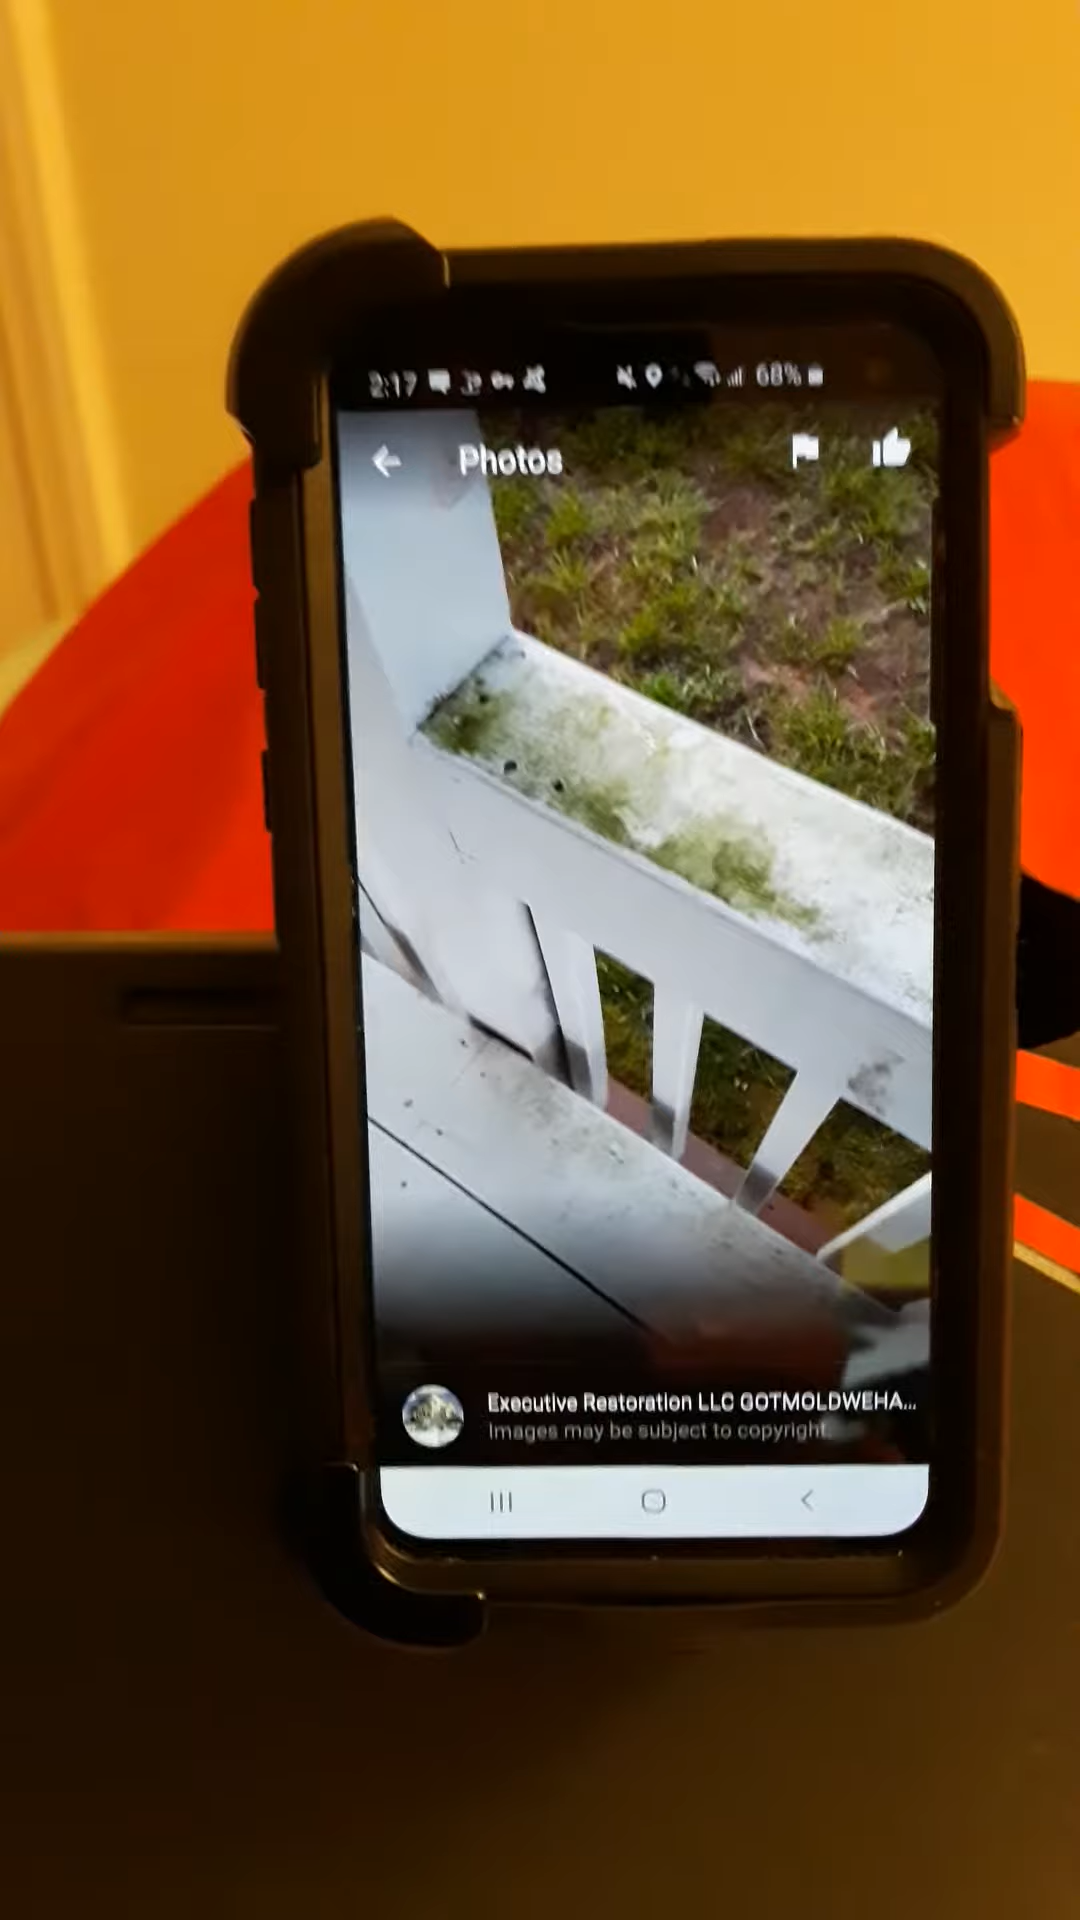 2:17 68%
Photos
Executive Restoration LLC GOTMOLDWEHA...
Images may be subject to copyright.